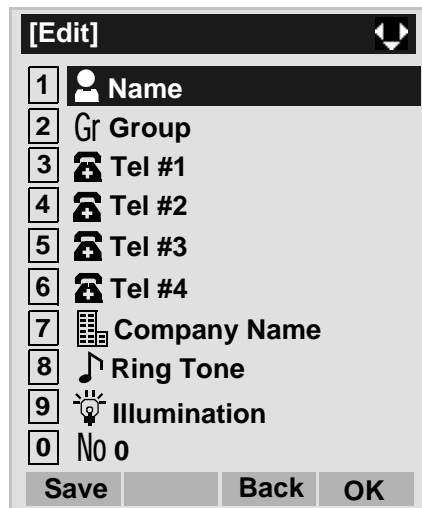 [Edit]
1 Name
2 Gr Group
3 Tel #1
4 Tel #2
5 Tel #3
6 Tel #4
7 Company Name
8 Ring Tone
9 Illumination
0 No 0
Save Back OK